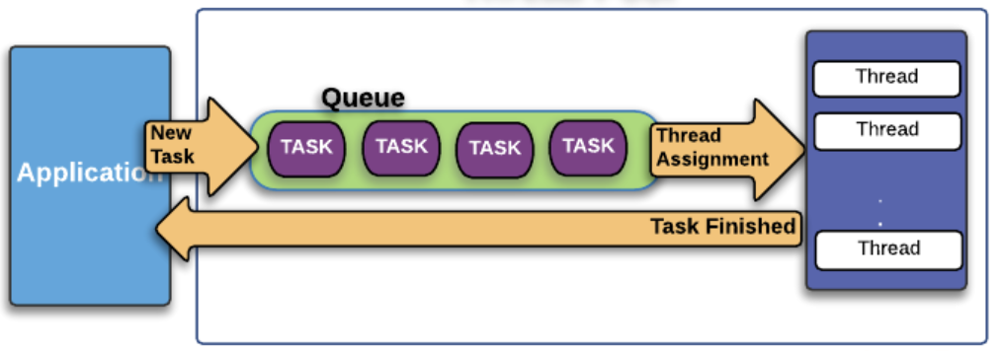 Queue
Application
New
Task
TASK
TASK
TASK
TASK
Thread
Assignment
Thread
Thread
Thread
Task Finished